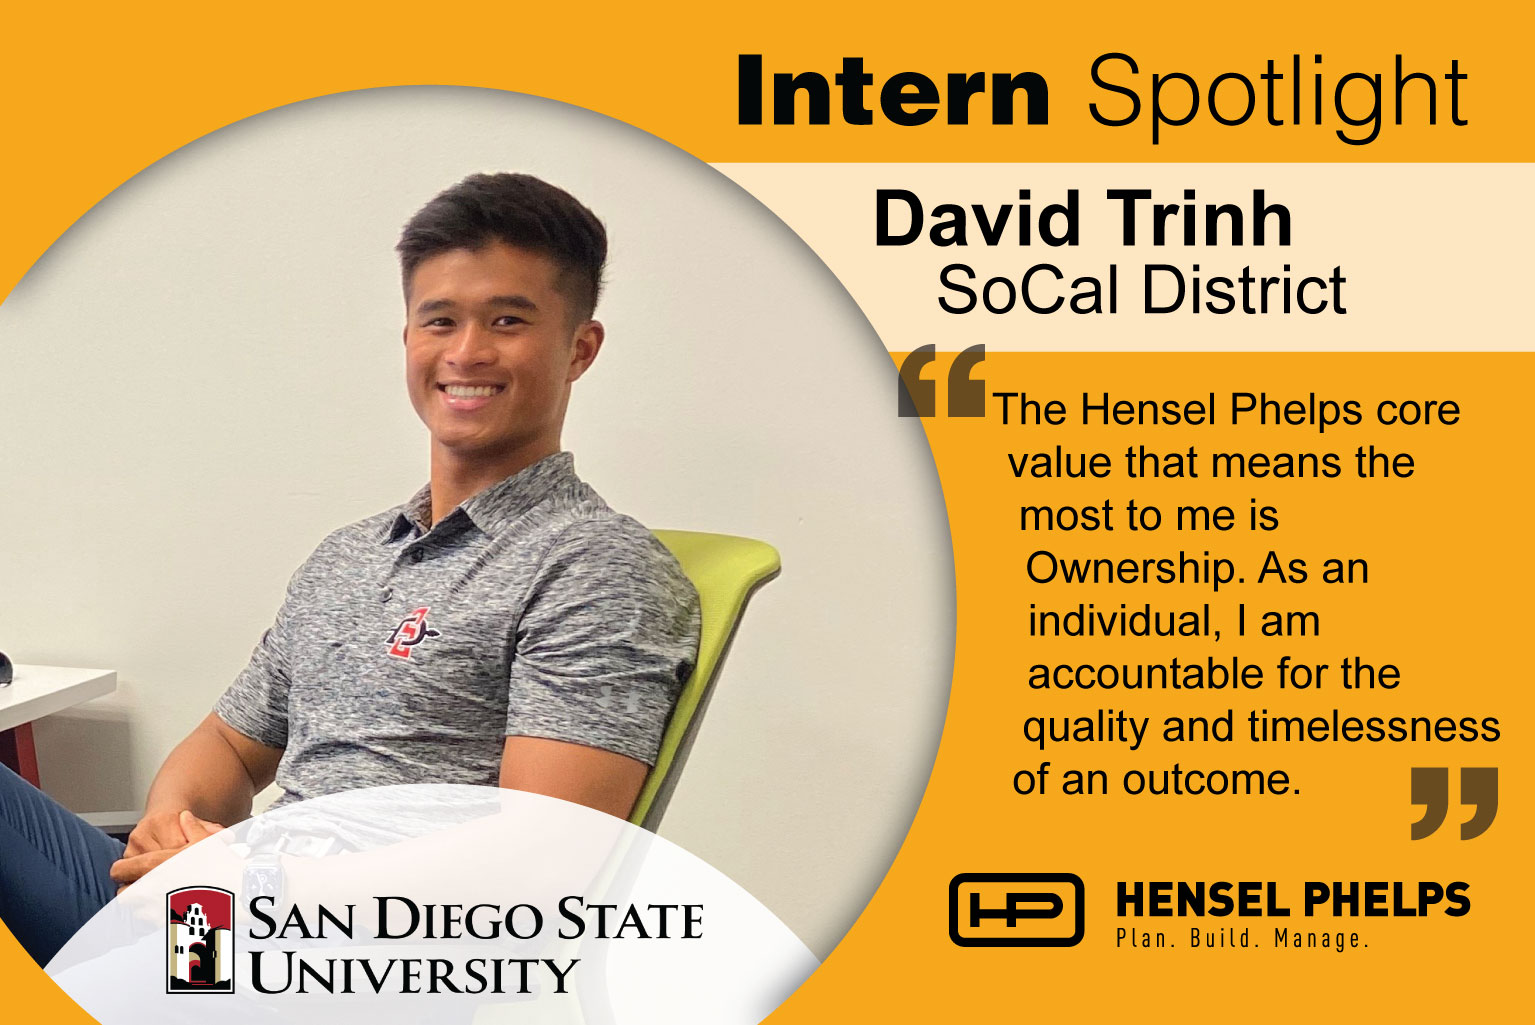 Intern Spotlight
David Trinh
SoCal District
“The Hensel Phelps core
value that means the
most to me is
Ownership. As an
individual, I am
accountable for the
quality and timelessness
of an outcome.”
SAN DIEGO STATE
UNIVERSITY
HP HENSEL PHELPS
Plan. Build. Manage.